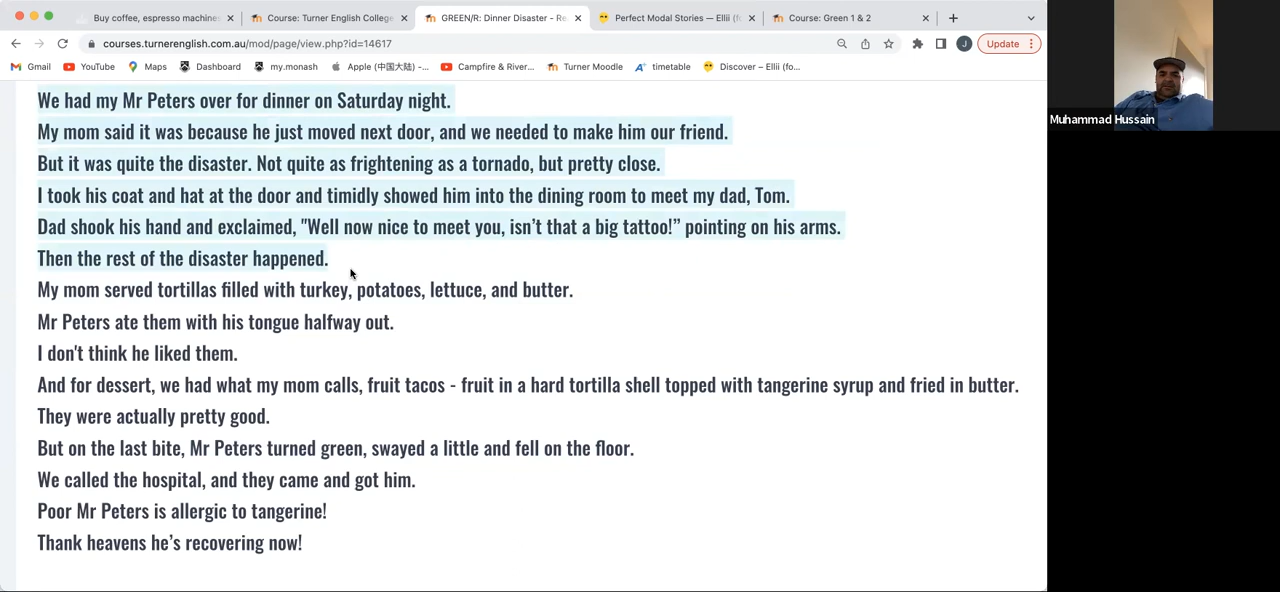 Buy coffee, espresso machines
Course: Turner English College
GREEN/R: Dinner Disaster - Re
Perfect Modal Stories — Ellii (fo
Course: Green 1 & 2
courses.turnerenglish.com.au/mod/page/view.php?id=14617
J
Update
Gmail
YouTube
Maps
Dashboard
my.monash
Apple (中国大陆) -...
Campfire & River...
Turner Moodle
timetable
Discover – Ellii (fo...
Muhammad Hussain
We had my Mr Peters over for dinner on Saturday night.
My mom said it was because he just moved next door, and we needed to make him our friend.
But it was quite the disaster. Not quite as frightening as a tornado, but pretty close.
I took his coat and hat at the door and timidly showed him into the dining room to meet my dad, Tom.
Dad shook his hand and exclaimed, "Well now nice to meet you, isn’t that a big tattoo!” pointing on his arms.
Then the rest of the disaster happened.
My mom served tortillas filled with turkey, potatoes, lettuce, and butter.
Mr Peters ate them with his tongue halfway out.
I don't think he liked them.
And for dessert, we had what my mom calls, fruit tacos - fruit in a hard tortilla shell topped with tangerine syrup and fried in butter.
They were actually pretty good.
But on the last bite, Mr Peters turned green, swayed a little and fell on the floor.
We called the hospital, and they came and got him.
Poor Mr Peters is allergic to tangerine!
Thank heavens he’s recovering now!